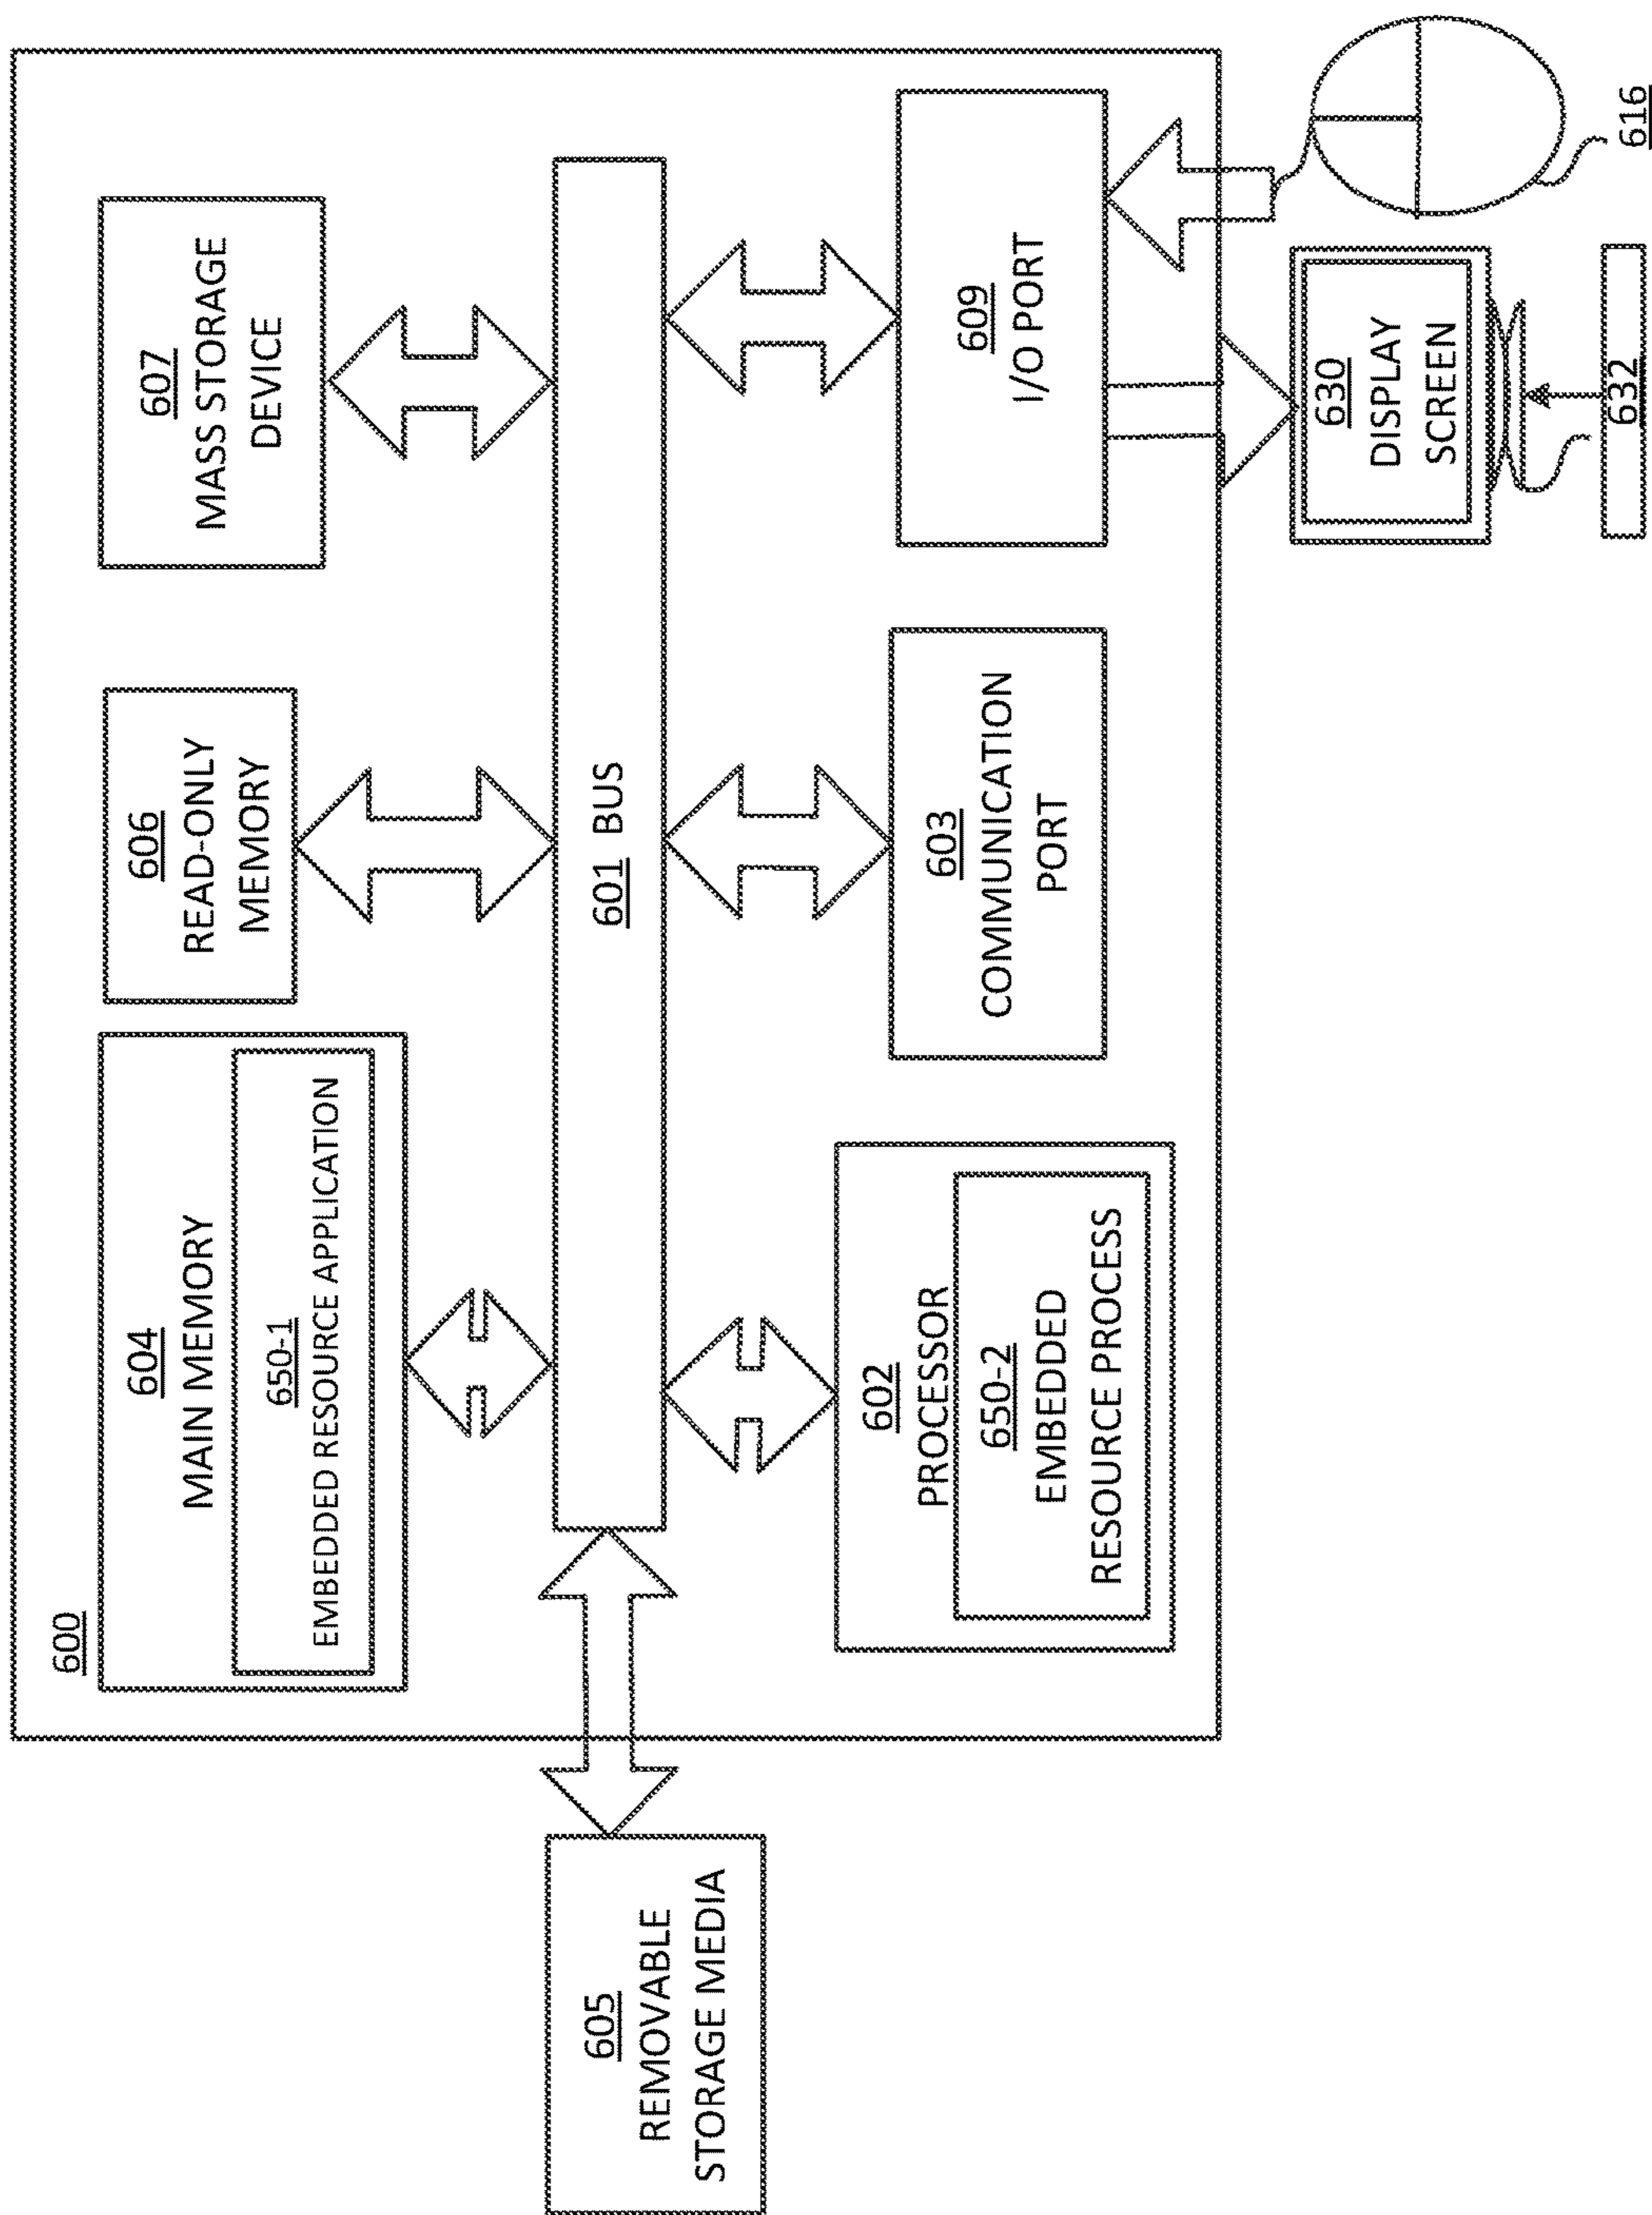 600
604
MAIN MEMORY
650-1
EMBEDDED RESOURCE APPLICATION
606
READ-ONLY
MEMORY
607
MASS STORAGE
DEVICE
605
REMOVABLE
STORAGE MEDIA
601 BUS
602
PROCESSOR
650-2
EMBEDDED
RESOURCE PROCESS
603
COMMUNICATION
PORT
609
I/O PORT
630
DISPLAY
SCREEN
632
616